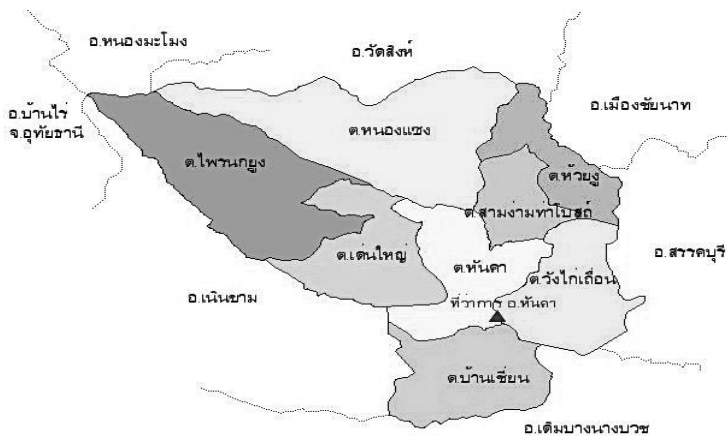 อ.หนองมะโมง
อ.วัดสิงห์
อ.บ้านไร่
จ.อุทัยธานี
อ.เมืองชัยนาท
ต.หนองแซง
ต.ไพรนกยูง
ต.ห้วยงู
ต.สามง่ามท่าโบสถ์
ต.เด่นใหญ่
ต.หันคา
ต.วังไก่เถื่อน
อ.สรรคบุรี
อ.เนินขาม
ที่ว่าการ อ.หันคา
ต.บ้านเชี่ยน
อ.เดิมบางนางบวช